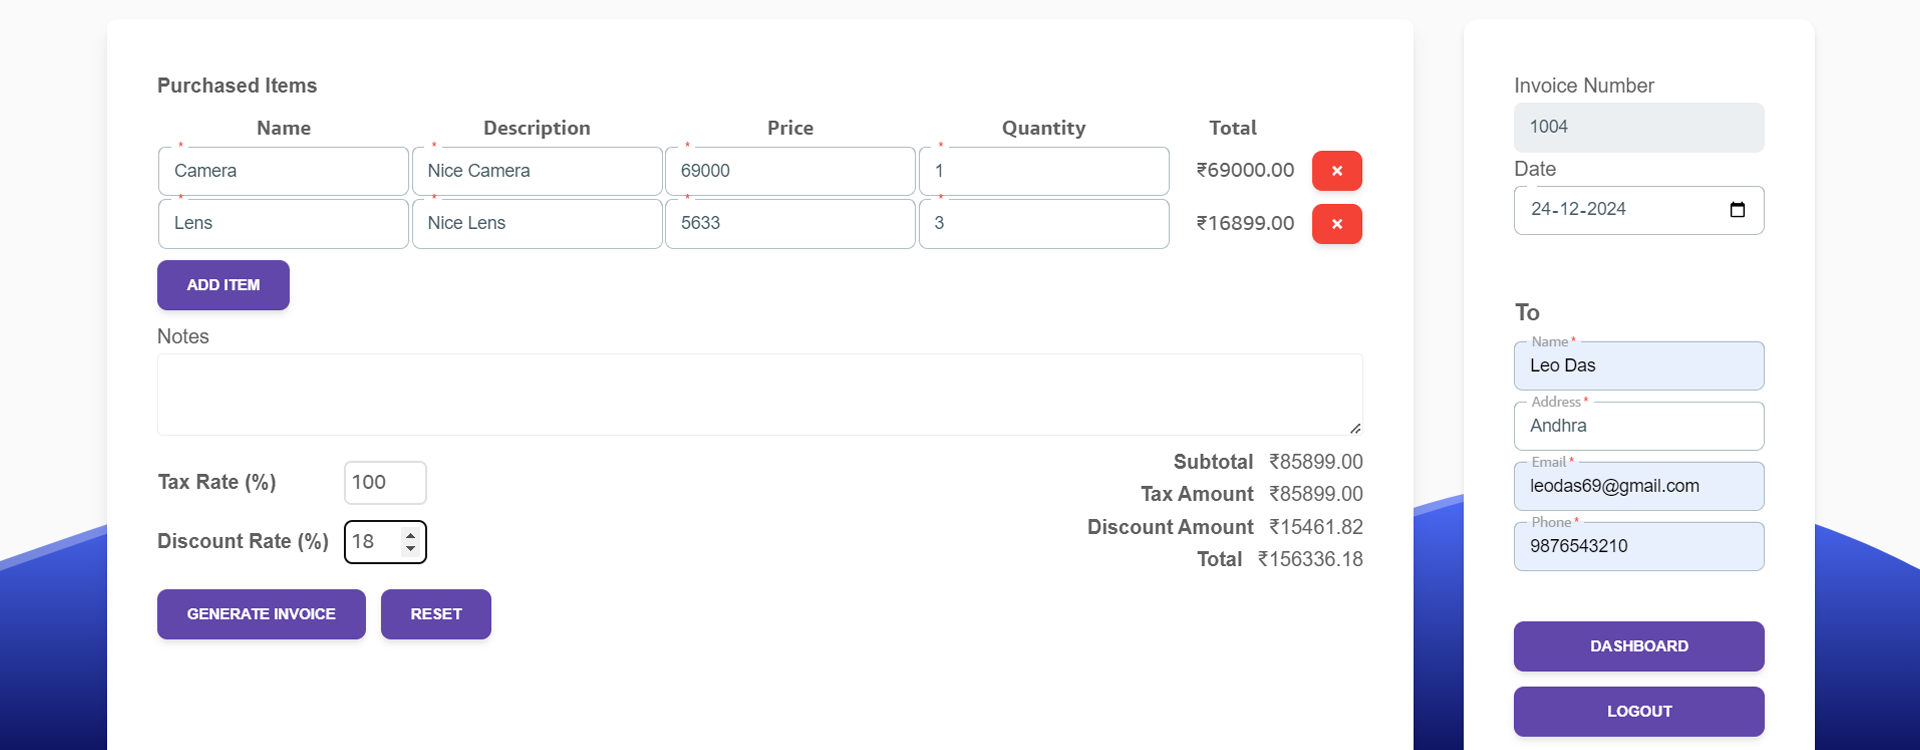 Purchased Items
Name Description Price Quantity Total
* * * *
Camera Nice Camera 69000 1 ₹69000.00 ×
* * * *
Lens Nice Lens 5633 3 ₹16899.00 ×
ADD ITEM
Notes
Subtotal ₹85899.00
Tax Rate (%) 100
Tax Amount ₹85899.00
Discount Amount ₹15461.82
Discount Rate (%) 18
Total ₹156336.18
GENERATE INVOICE RESET
Invoice Number
1004
Date
24-12-2024
To
Name *
Leo Das
Address *
Andhra
Email *
leodas69@gmail.com
Phone *
9876543210
DASHBOARD
LOGOUT